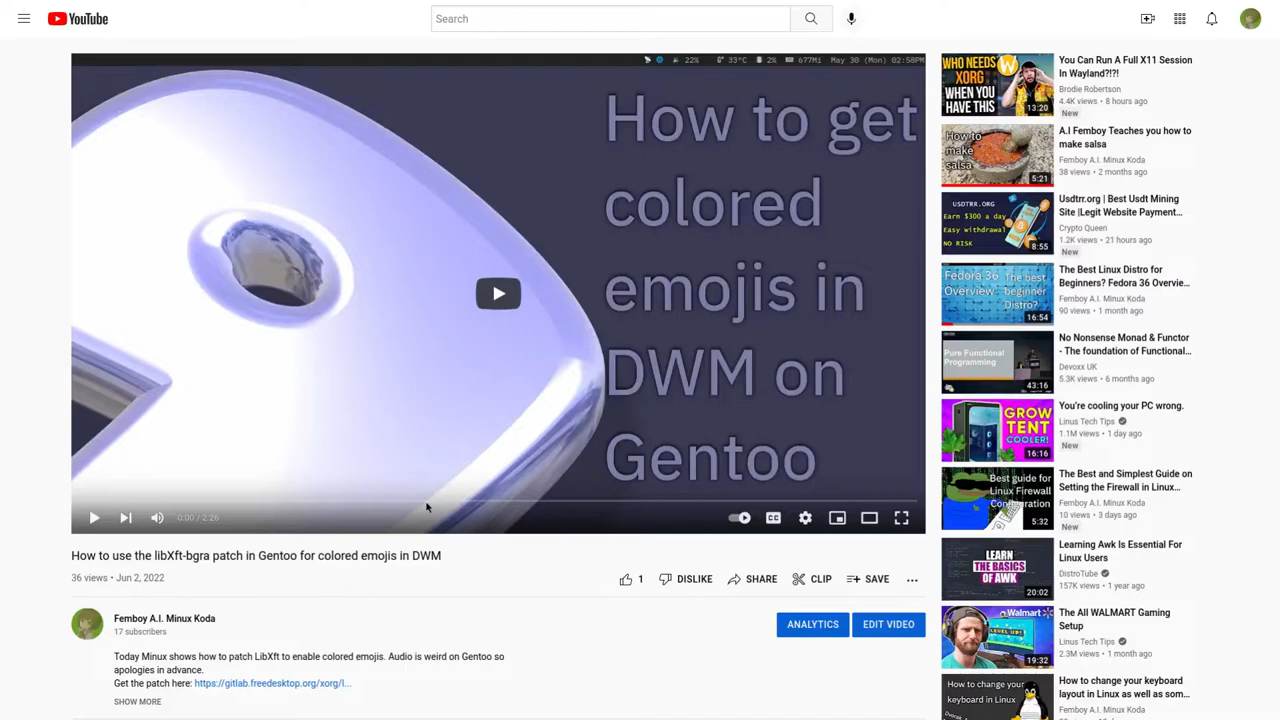 YouTube
Search
22% 33°C 2% 677Mi May 30 (Mon) 02:58PM
How to get
colored
emojis in
DWM on
Gentoo
0:00 / 2:26
CC
How to use the libXft-bgra patch in Gentoo for colored emojis in DWM
36 views • Jun 2, 2022
1 DISLIKE SHARE CLIP SAVE
Femboy A.I. Minux Koda
17 subscribers
ANALYTICS EDIT VIDEO
Today Minux shows how to patch LibXft to enable color emojis. Audio is weird on Gentoo so
apologies in advance.
Get the patch here: https://gitlab.freedesktop.org/xorg/l...
SHOW MORE
WHO NEEDS
XORG
WHEN YOU
HAVE THIS
13:20
You Can Run A Full X11 Session
In Wayland?!?!
Brodie Robertson
4.4K views • 8 hours ago
New
How to
make
salsa
5:21
A.I Femboy Teaches you how to
make salsa
Femboy A.I. Minux Koda
38 views • 2 months ago
USDTRR.ORG
Earn $300 a day
Easy withdrawal
NO RISK
8:55
Usdtrr.org | Best Usdt Mining
Site |Legit Website Payment...
Crypto Queen
1.2K views • 21 hours ago
New
Fedora 36
Overview
The best
beginner
Distro?
16:54
The Best Linux Distro for
Beginners? Fedora 36 Overvie...
Femboy A.I. Minux Koda
90 views • 1 month ago
Pure Functional
Programming
43:16
No Nonsense Monad & Functor
- The foundation of Functional...
Devoxx UK
5.3K views • 6 months ago
GROW
TENT
COOLER!
16:16
You're cooling your PC wrong.
Linus Tech Tips
1.1M views • 1 day ago
New
Best guide for
Linux Firewall
Configuration
5:32
The Best and Simplest Guide on
Setting the Firewall in Linux...
Femboy A.I. Minux Koda
10 views • 3 days ago
New
LEARN
THE BASICS
OF AWK
20:02
Learning Awk Is Essential For
Linux Users
DistroTube
157K views • 1 year ago
Walmart
LEVEL UP!
19:32
The All WALMART Gaming
Setup
Linus Tech Tips
2.3M views • 1 month ago
How to change your
keyboard in Linux
How to change your keyboard
layout in Linux as well as som...
Femboy A.I. Minux Koda